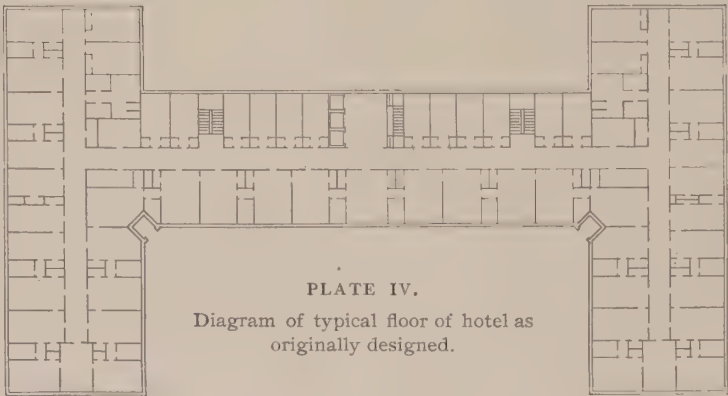 PLATE IV.
Diagram of typical floor of hotel as
originally designed.